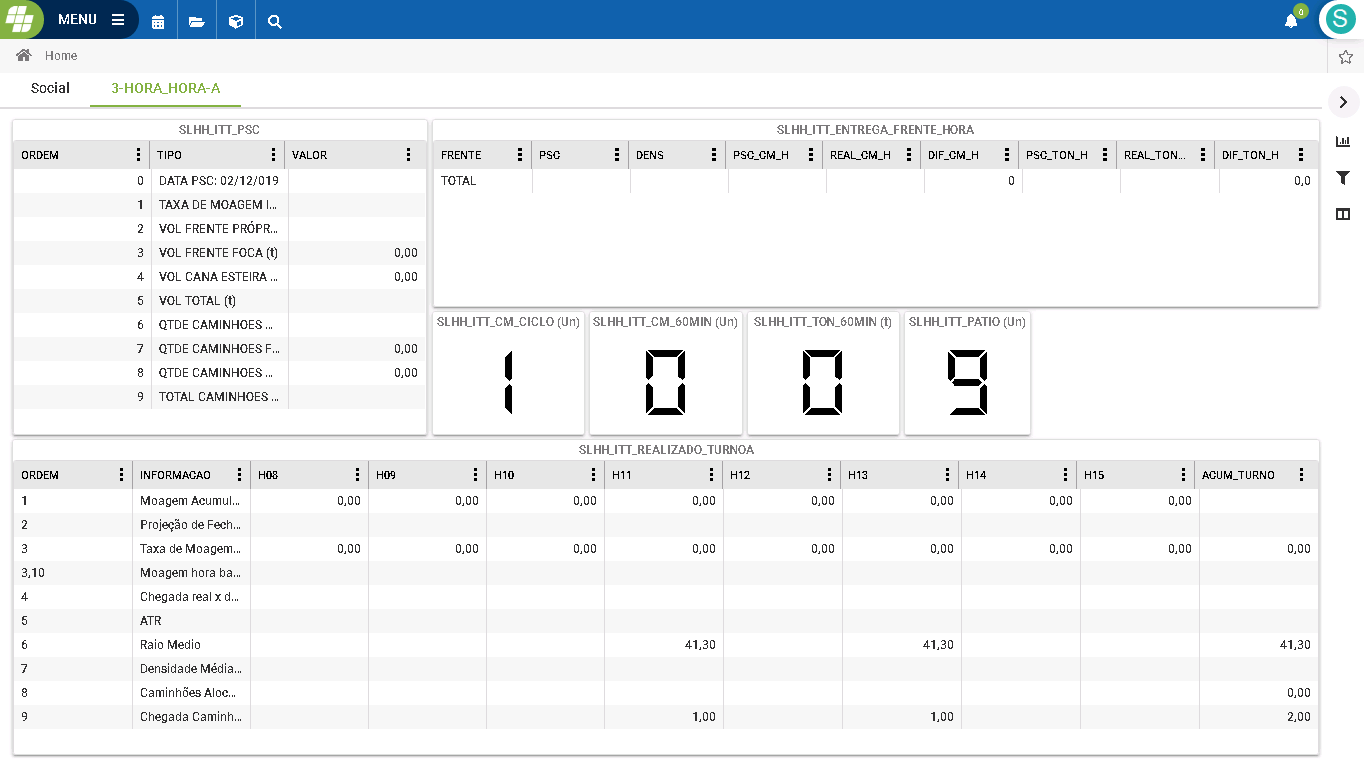 MENU
0
S
Home
Social
3-HORA_HORA-A
SLHH_ITT_PSC
ORDEM TIPO VALOR
0 DATA PSC: 02/12/019
1 TAXA DE MOAGEM I...
2 VOL FRENTE PRÓPR...
3 VOL FRENTE FOCA (t) 0,00
4 VOL CANA ESTEIRA ... 0,00
5 VOL TOTAL (t)
6 QTDE CAMINHOES ...
7 QTDE CAMINHOES F... 0,00
8 QTDE CAMINHOES ... 0,00
9 TOTAL CAMINHOES ...
SLHH_ITT_ENTREGA_FRENTE_HORA
FRENTE PSC DENS PSC_CM_H REAL_CM_H DIF_CM_H PSC_TON_H REAL_TON... DIF_TON_H
TOTAL 0 0,0
SLHH_ITT_CM_CICLO (Un)
1
SLHH_ITT_CM_60MIN (Un)
0
SLHH_ITT_TON_60MIN (t)
0
SLHH_ITT_PATIO (Un)
9
SLHH_ITT_REALIZADO_TURNOA
ORDEM INFORMACAO H08 H09 H10 H11 H12 H13 H14 H15 ACUM_TURNO
1 Moagem Acumul... 0,00 0,00 0,00 0,00 0,00 0,00 0,00 0,00
2 Projeção de Fech...
3 Taxa de Moagem... 0,00 0,00 0,00 0,00 0,00 0,00 0,00 0,00 0,00
3,10 Moagem hora ba...
4 Chegada real x d...
5 ATR
6 Raio Medio 41,30 41,30 41,30
7 Densidade Média...
8 Caminhões Aloc... 0,00
9 Chegada Caminh... 1,00 1,00 2,00